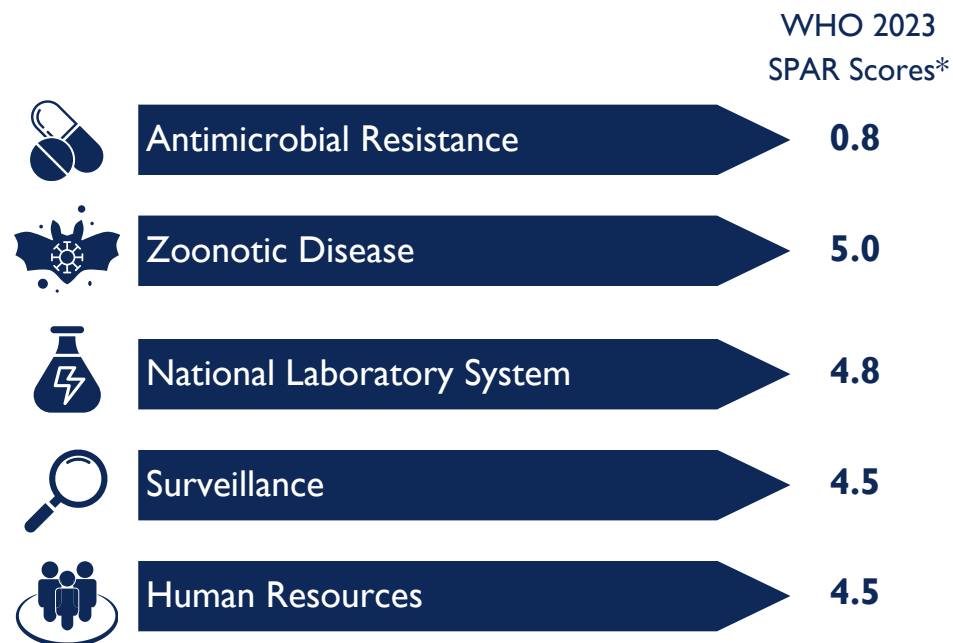 WHO 2023
SPAR Scores*
Antimicrobial Resistance 0.8
Zoonotic Disease 5.0
National Laboratory System 4.8
Surveillance 4.5
Human Resources 4.5